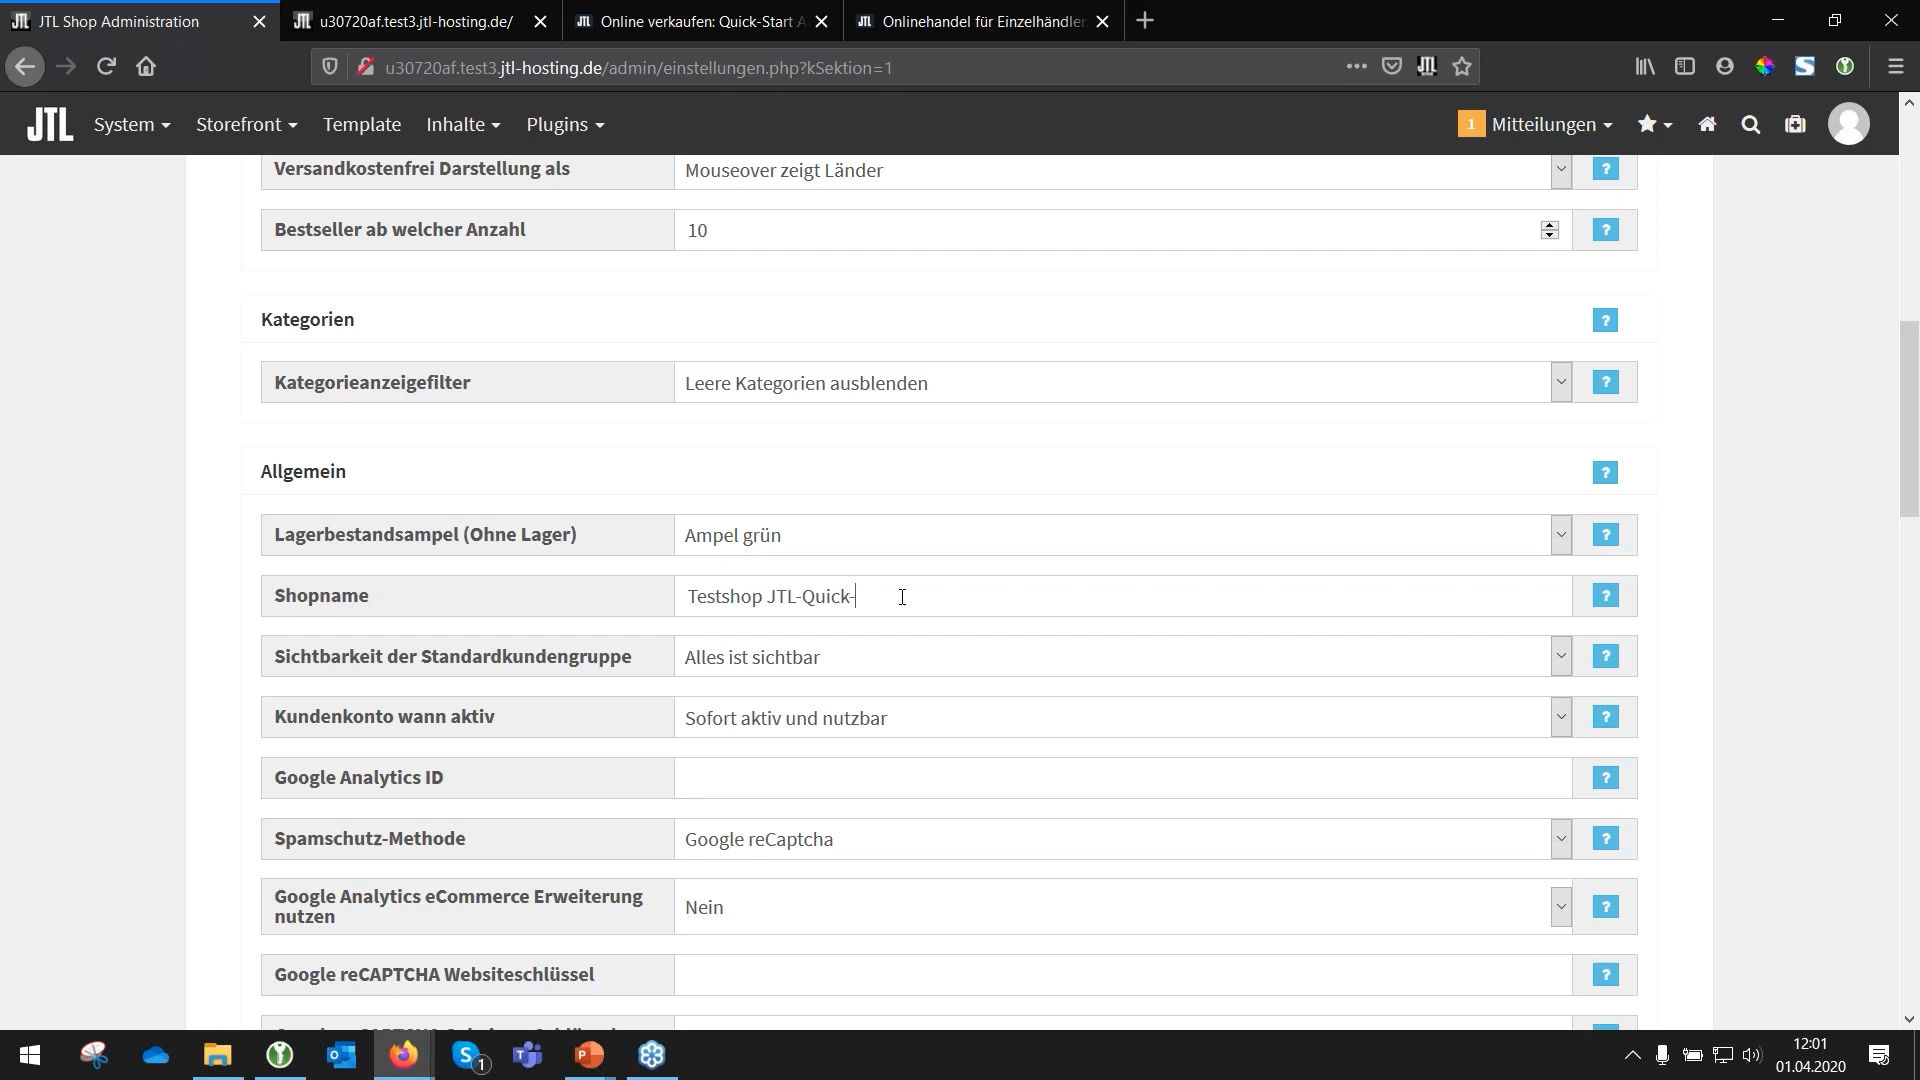 JTL Shop Administration
u30720af.test3.jtl-hosting.de/
Online verkaufen: Quick-Start A
Onlinehandel für Einzelhändler:
u30720af.test3.jtl-hosting.de/admin/einstellungen.php?kSektion=1
JTL
System
Storefront
Template
Inhalte
Plugins
1
Mitteilungen
Versandkostenfrei Darstellung als
Mouseover zeigt Länder
?
Bestseller ab welcher Anzahl
10
?
Kategorien
?
Kategorieanzeigefilter
Leere Kategorien ausblenden
?
Allgemein
?
Lagerbestandsampel (Ohne Lager)
Ampel grün
?
Shopname
Testshop JTL-Quick-
?
Sichtbarkeit der Standardkundengruppe
Alles ist sichtbar
?
Kundenkonto wann aktiv
Sofort aktiv und nutzbar
?
Google Analytics ID
?
Spamschutz-Methode
Google reCaptcha
?
Google Analytics eCommerce Erweiterung
nutzen
Nein
?
Google reCAPTCHA Websiteschlüssel
?
12:01
01.04.2020
1